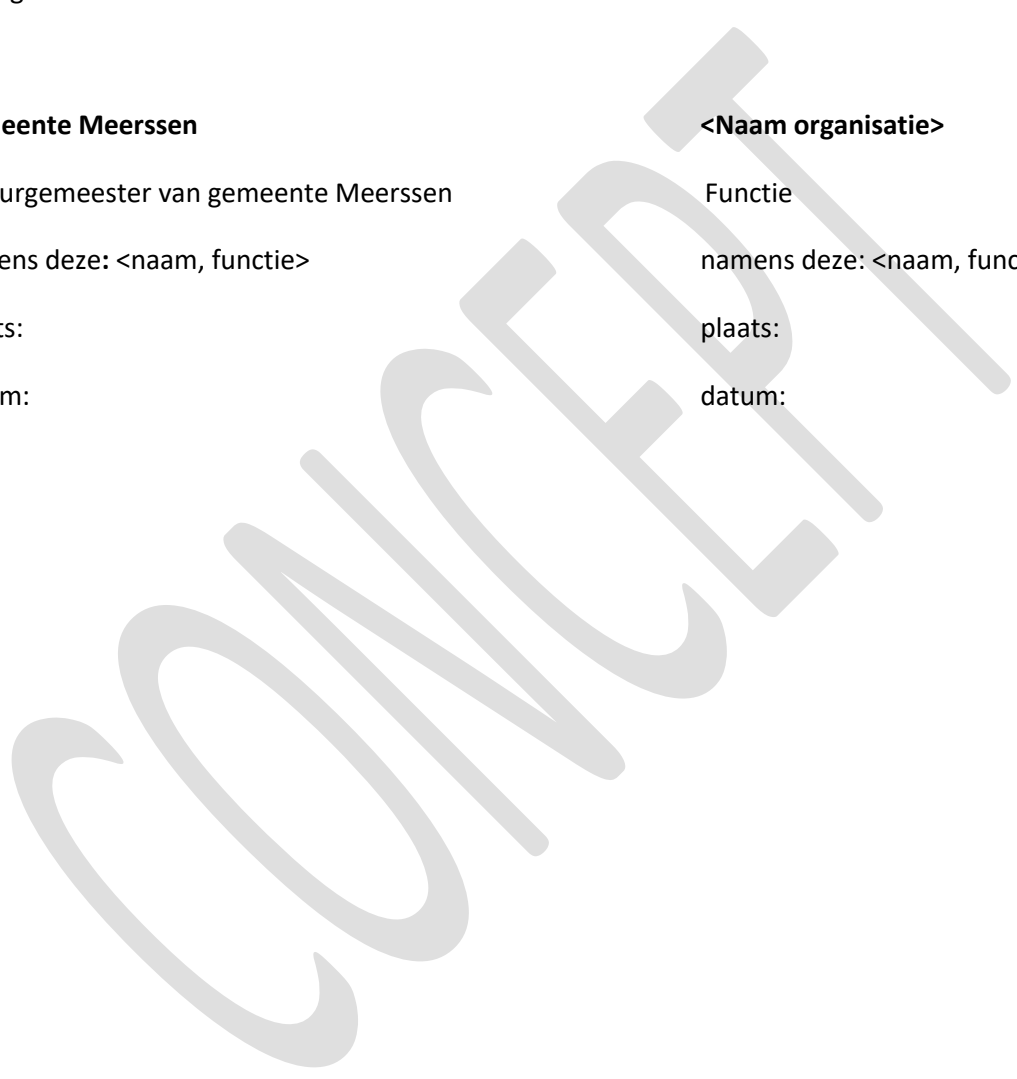 eente Meerssen
<Naam organisatie>
urgemeester van gemeente Meerssen
Functie
ens deze: <naam, functie>
namens deze: <naam, func
ts:
plaats:
m:
datum:
CONCEPT